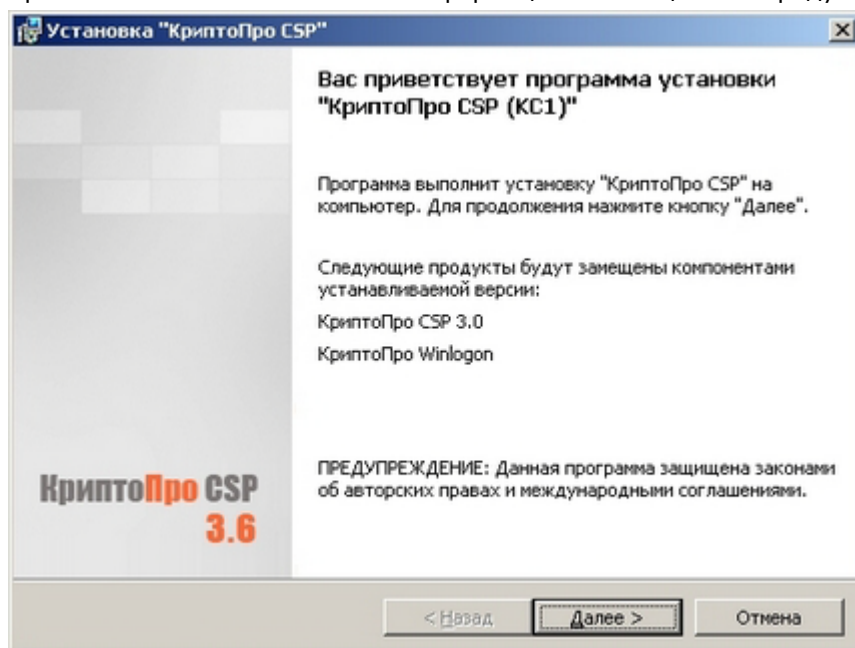 Установка "КриптоПро CSP"
Вас приветствует программа установки
"КриптоПро CSP (KC1)"
Программа выполнит установку "КриптоПро CSP" на
компьютер. Для продолжения нажмите кнопку "Далее".
Следующие продукты будут замещены компонентами
устанавливаемой версии:
КриптоПро CSP 3.0
КриптоПро Winlogon
ПРЕДУПРЕЖДЕНИЕ: Данная программа защищена законами
об авторских правах и международными соглашениями.
КриптоПро CSP
3.6
< Назад
Далее >
Отмена